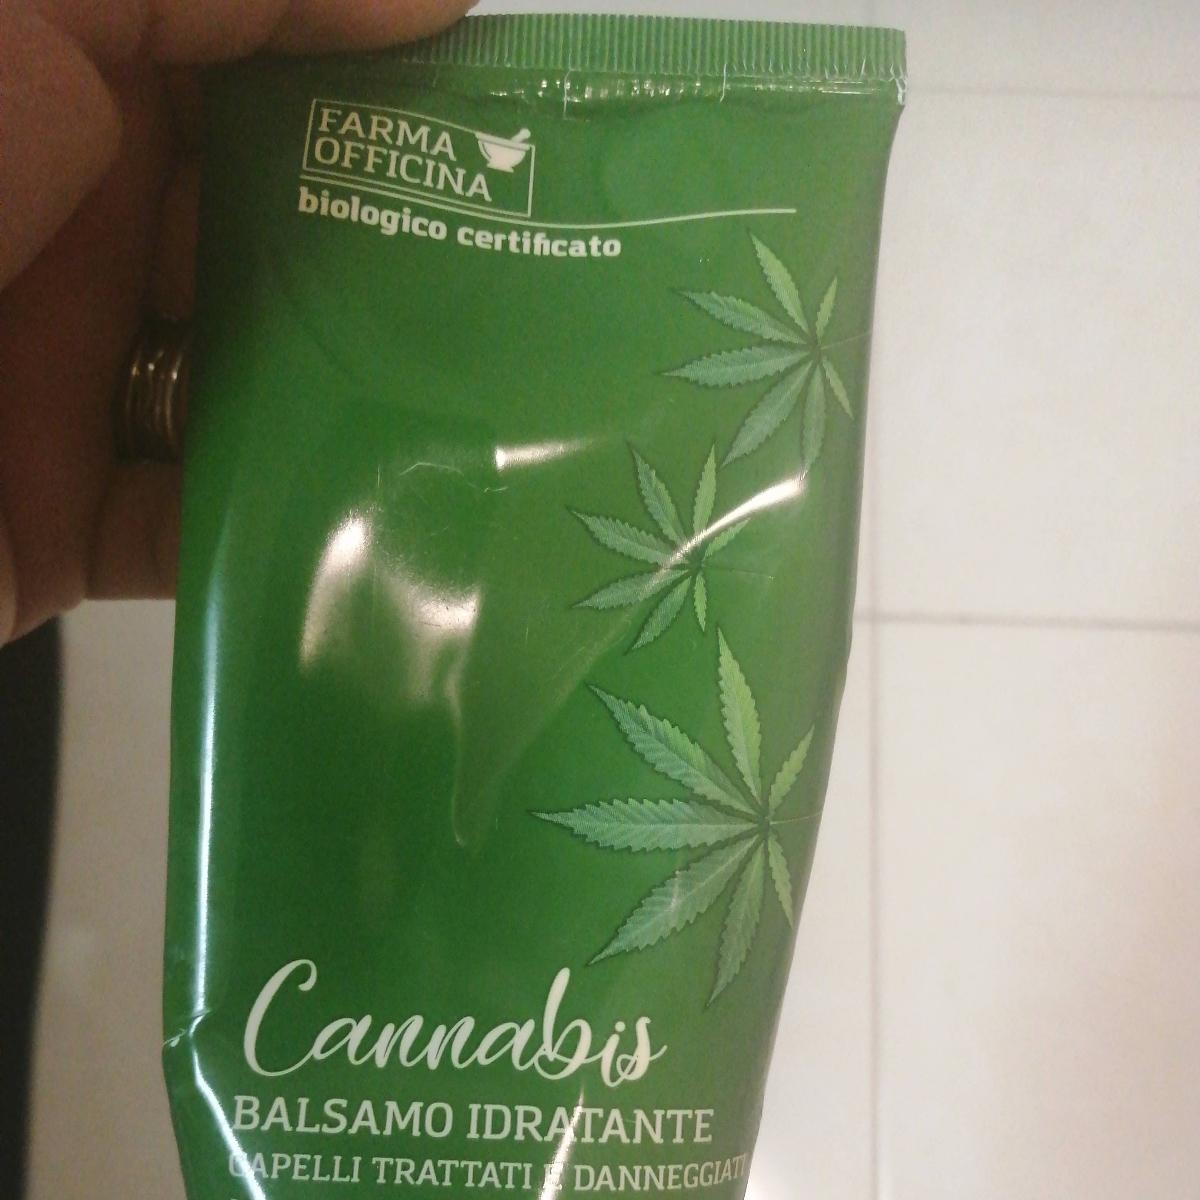 FARMA
OFFICINA
biologico certificato
Cannabis
BALSAMO IDRATANTE
CAPELLI TRATTATI E DANNEGGIATI